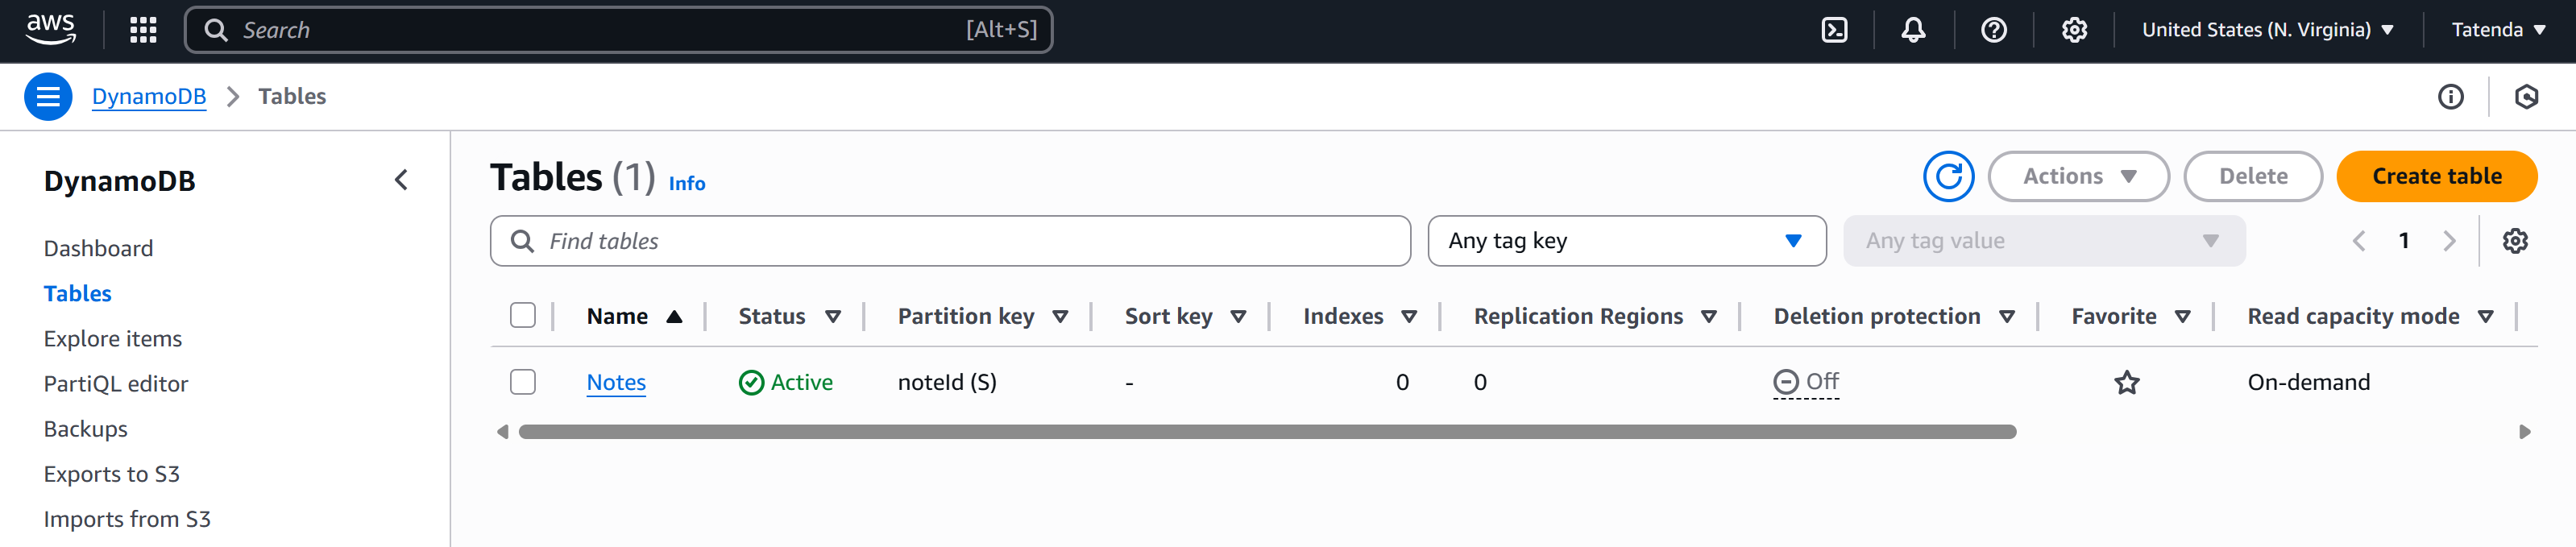 aws
Search [Alt+S] United States (N. Virginia) Tatenda
DynamoDB Tables
DynamoDB
Dashboard
Tables
Explore items
PartiQL editor
Backups
Exports to S3
Imports from S3
Tables (1) Info
Actions Delete Create table
Find tables Any tag key Any tag value 1
Name Status Partition key Sort key Indexes Replication Regions Deletion protection Favorite Read capacity mode
Notes Active noteId (S) - 0 0 Off On-demand